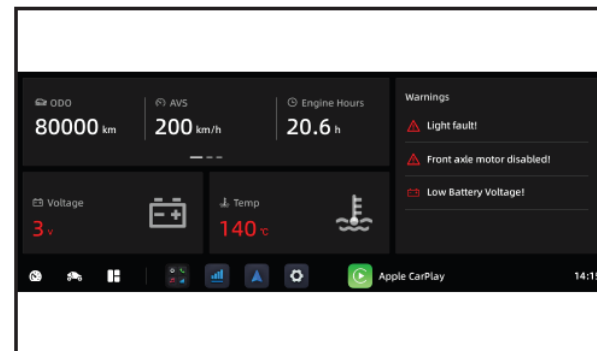 ODO
80000 km
AVS
200 km/h
Engine Hours
20.6 h
Voltage
3 v
Temp
140 ℃
Warnings
Light fault!
Front axle motor disabled!
Low Battery Voltage!
Apple CarPlay